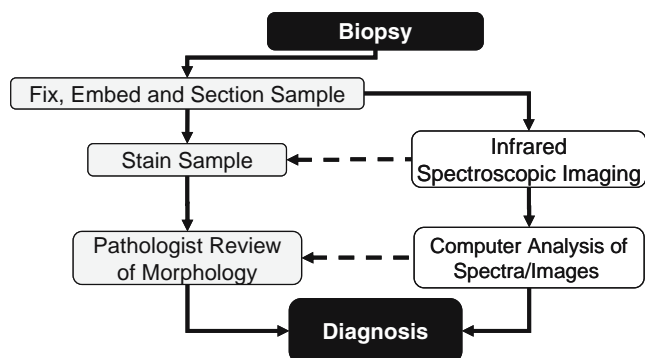 Biopsy
Fix, Embed and Section Sample
Stain Sample
Infrared
Spectroscopic Imaging
Pathologist Review
of Morphology
Computer Analysis of
Spectra/Images
Diagnosis